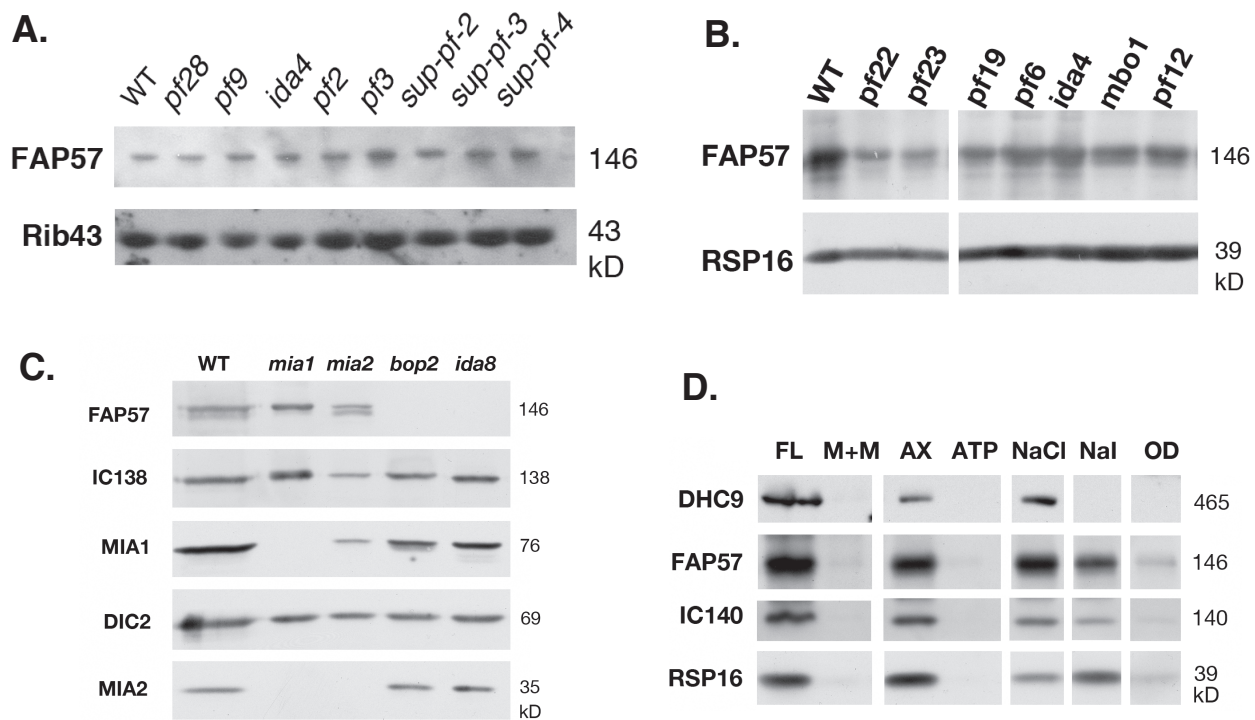 A.
WT pf28 pf9 ida4 pf2 pf3 sup-pf-2 sup-pf-3 sup-pf-4
FAP57 146
Rib43 43
kD
B.
WT pf22 pf23 pf19 pf6 ida4 mbo1 pf12
FAP57 146
RSP16 39
kD
C.
WT mia1 mia2 bop2 ida8
FAP57 146
IC138 138
MIA1 76
DIC2 69
MIA2 35
kD
D.
FL M+M AX ATP NaCl NaI OD
DHC9 465
FAP57 146
IC140 140
RSP16 39
kD